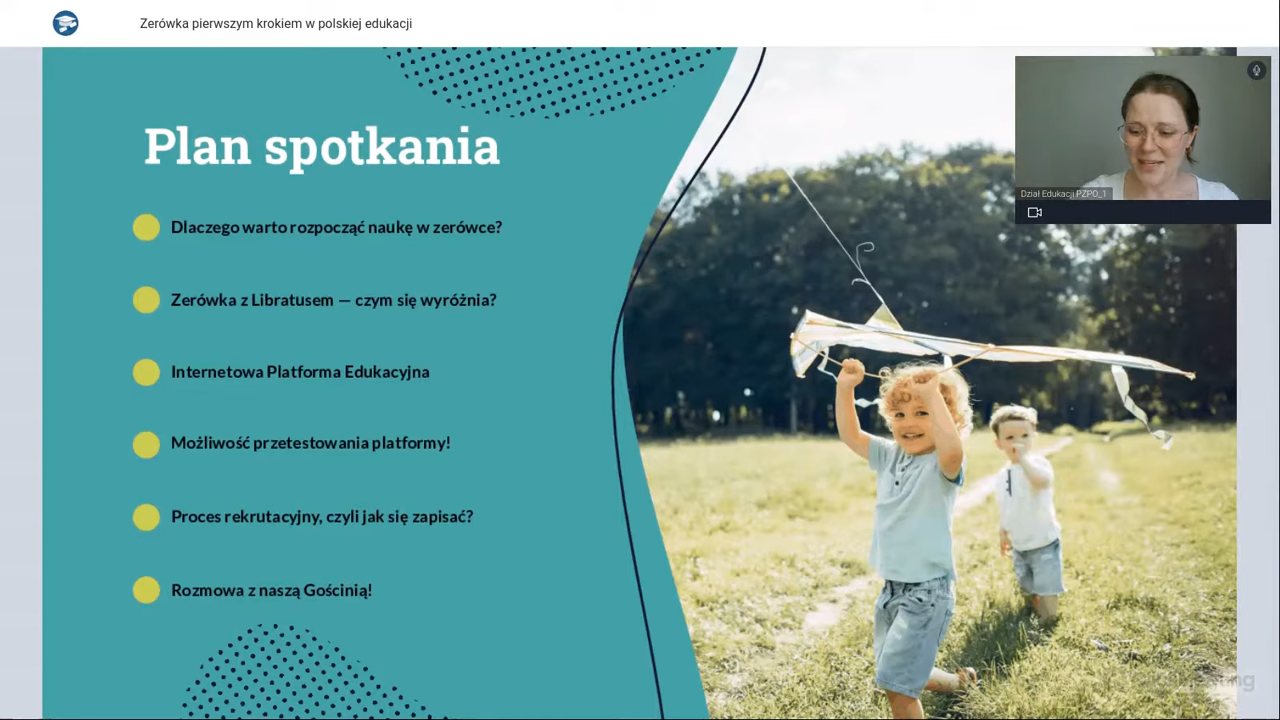 Zerówka pierwszym krokiem w polskiej edukacji
Plan spotkania
Dlaczego warto rozpocząć naukę w zerówce?
Zerówka z Libratusem — czym się wyróżnia?
Internetowa Platforma Edukacyjna
Możliwość przetestowania platformy!
Proces rekrutacyjny, czyli jak się zapisać?
Rozmowa z naszą Gościnią!
Dział Edukacji PZPO_1